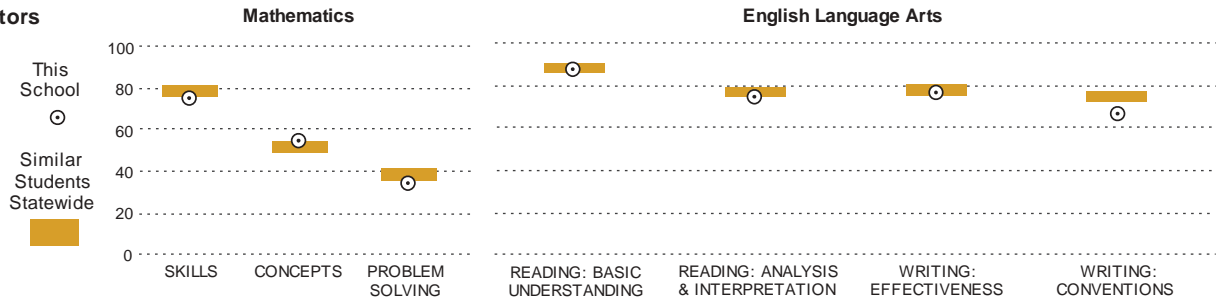 Mathematics
English Language Arts
This
School
Similar
Students
Statewide
100
80
60
40
20
0
SKILLS
CONCEPTS
PROBLEM
SOLVING
READING: BASIC
UNDERSTANDING
READING: ANALYSIS
& INTERPRETATION
WRITING:
EFFECTIVENESS
WRITING:
CONVENTIONS